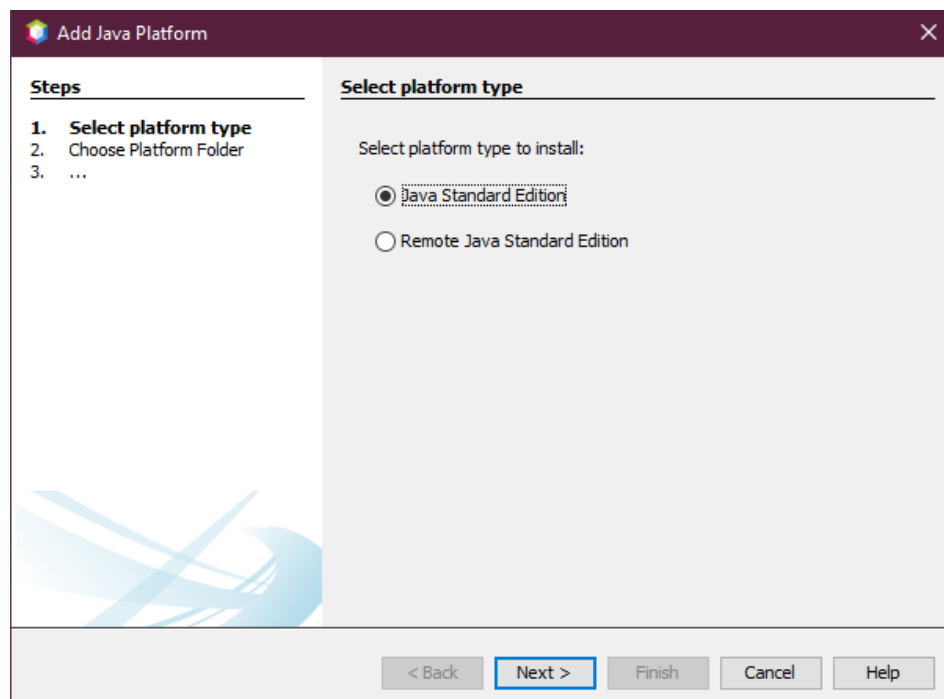 Add Java Platform
Steps
1. Select platform type
2. Choose Platform Folder
3. ...
Select platform type
Select platform type to install:
Java Standard Edition
Remote Java Standard Edition
< Back
Next >
Finish
Cancel
Help